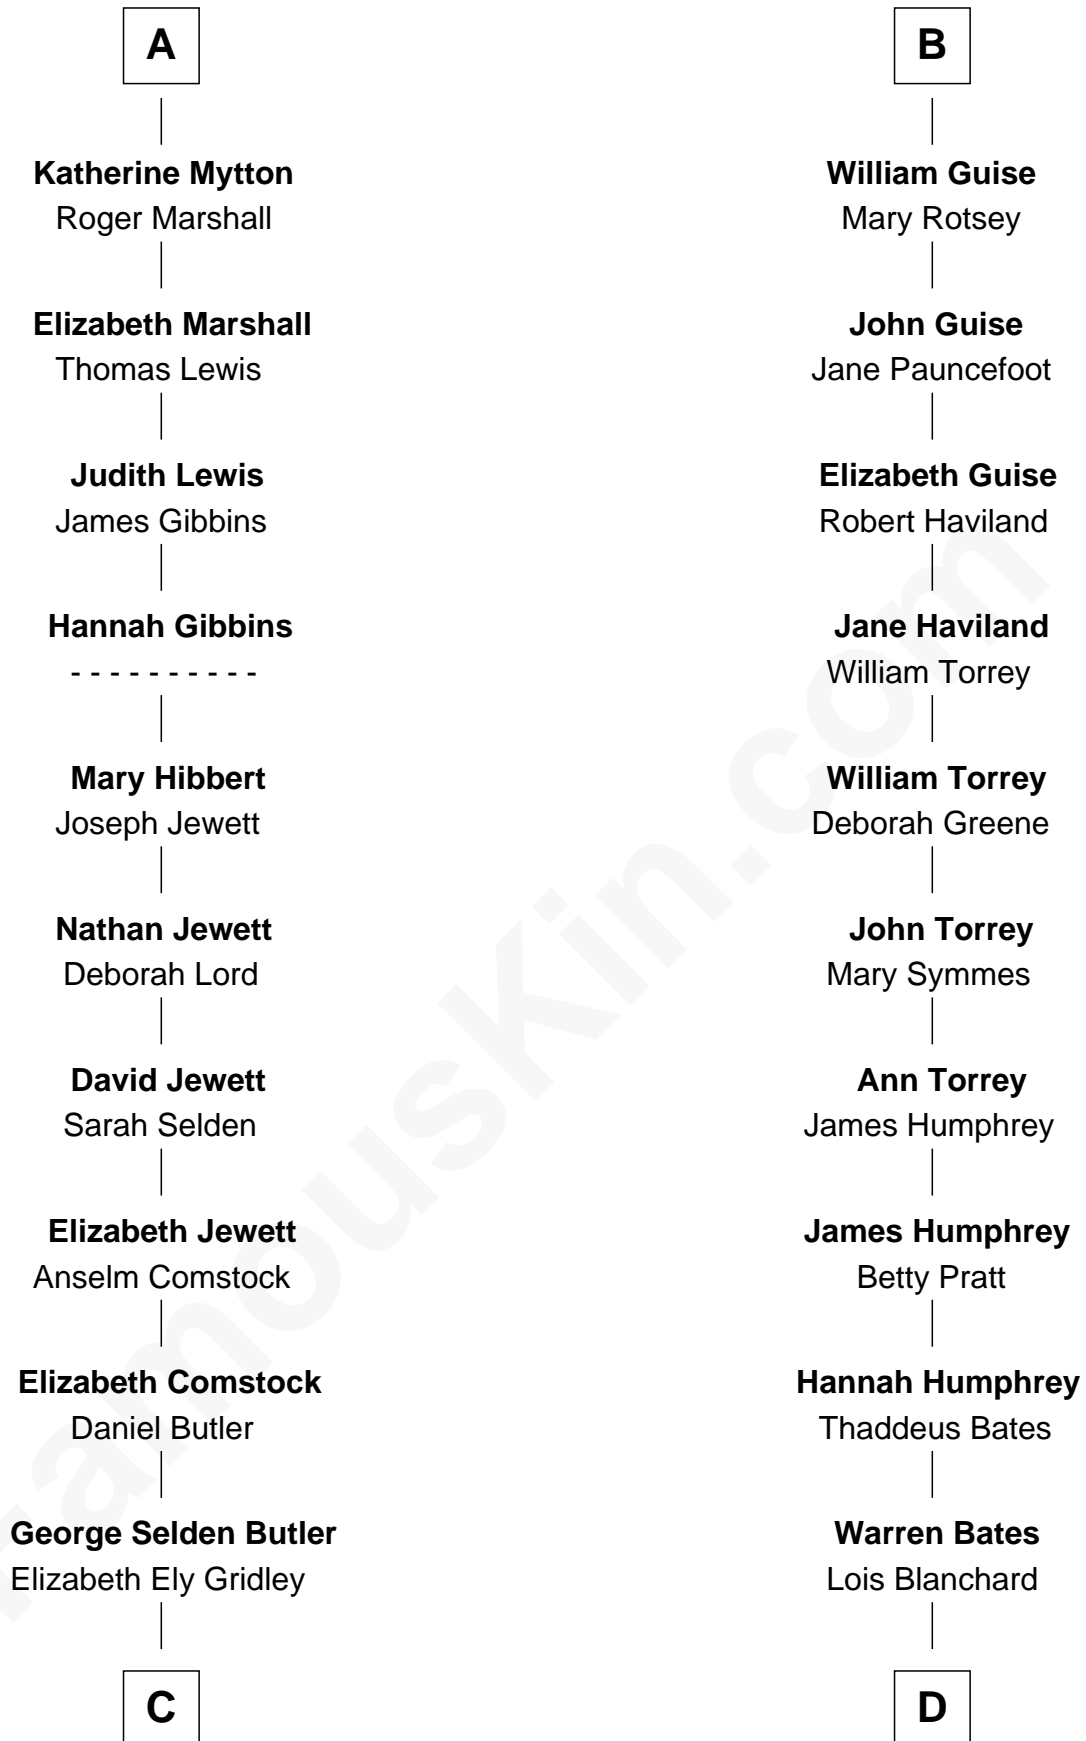 A
Katherine Mytton
Roger Marshall
Elizabeth Marshall
Thomas Lewis
Judith Lewis
James Gibbins
Hannah Gibbins
- - - - - - - - - -
Mary Hibbert
Joseph Jewett
Nathan Jewett
Deborah Lord
David Jewett
Sarah Selden
Elizabeth Jewett
Anselm Comstock
Elizabeth Comstock
Daniel Butler
George Selden Butler
Elizabeth Ely Gridley
C
B
William Guise
Mary Rotsey
John Guise
Jane Pauncefoot
Elizabeth Guise
Robert Haviland
Jane Haviland
William Torrey
William Torrey
Deborah Greene
John Torrey
Mary Symmes
Ann Torrey
James Humphrey
James Humphrey
Betty Pratt
Hannah Humphrey
Thaddeus Bates
Warren Bates
Lois Blanchard
D
FamousKin.com